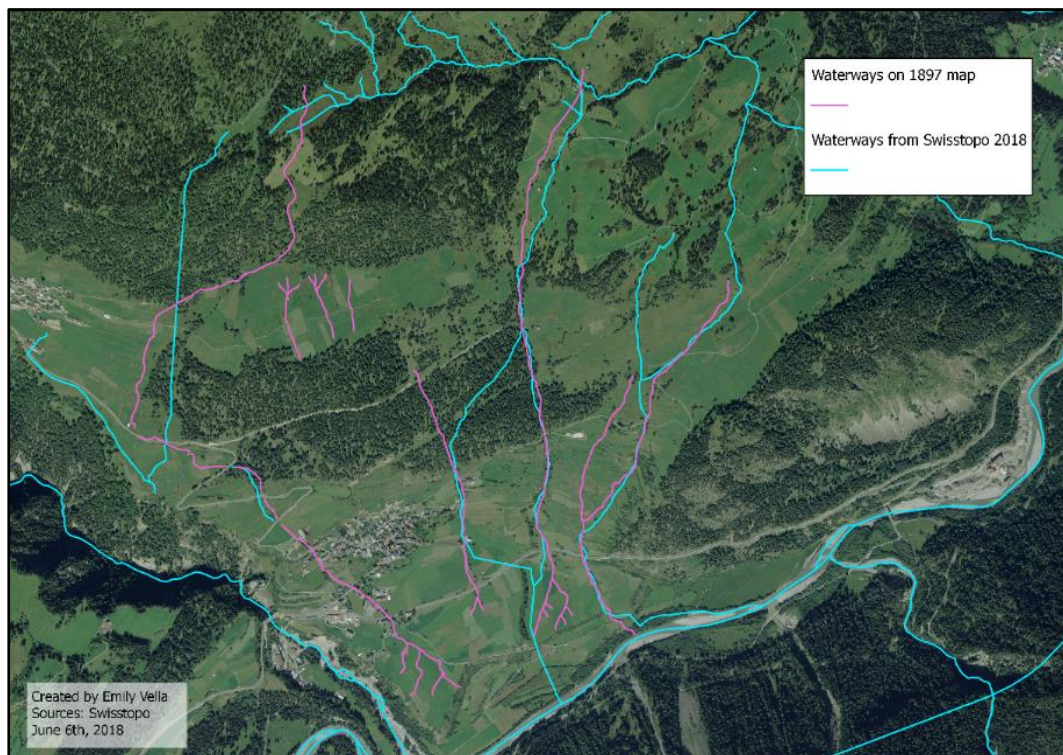 Waterways on 1897 map
Waterways from Swisstopo 2018
Created by Emily Vella
Sources: Swisstopo
June 6th, 2018